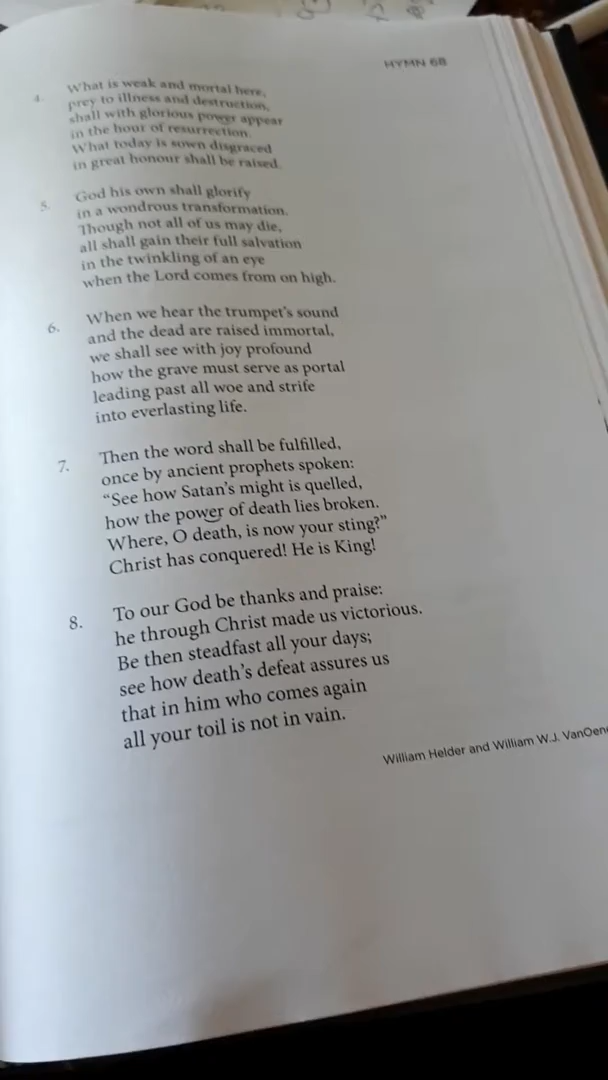 HYMN 68
4. What is weak and mortal here,
prey to illness and destruction,
shall with glorious power appear
in the hour of resurrection.
What today is sown disgraced
in great honour shall be raised.
5. God his own shall glorify
in a wondrous transformation.
Though not all of us may die,
all shall gain their full salvation
in the twinkling of an eye
when the Lord comes from on high.
6. When we hear the trumpet's sound
and the dead are raised immortal,
we shall see with joy profound
how the grave must serve as portal
leading past all woe and strife
into everlasting life.
7. Then the word shall be fulfilled,
once by ancient prophets spoken:
“See how Satan's might is quelled,
how the power of death lies broken.
Where, O death, is now your sting?”
Christ has conquered! He is King!
8. To our God be thanks and praise:
he through Christ made us victorious.
Be then steadfast all your days;
see how death's defeat assures us
that in him who comes again
all your toil is not in vain.
William Helder and William W.J.